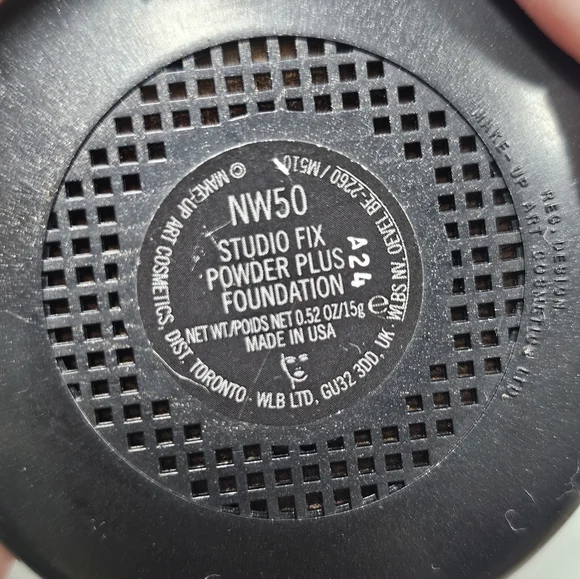 NW50
STUDIO FIX
POWDER PLUS
FOUNDATION
A24
NET WT./POIDS NET 0.52 OZ/15g e
MADE IN USA
© MAKE-UP ART COSMETICS, DIST. TORONTO · WLB LTD, GU32 3DD, UK · WLBS NV, OEVEL BE-2260 / M510
MAKE-UP ART COSMETICS
REG. DESIGN